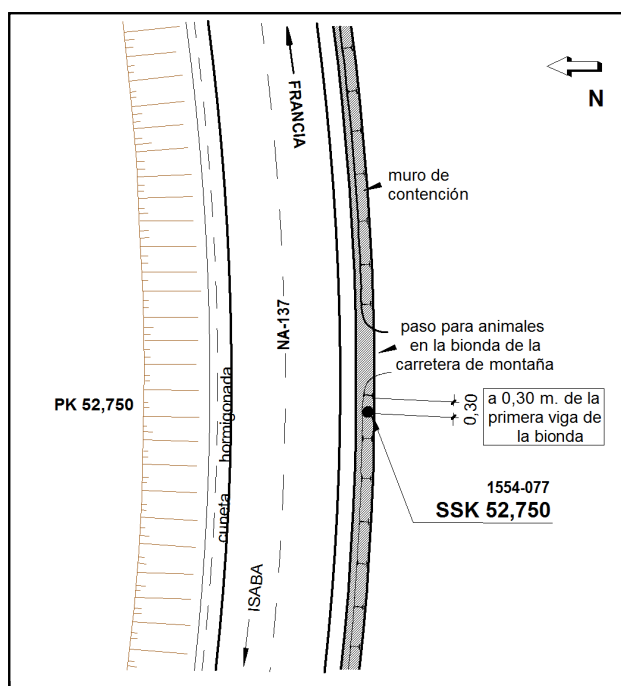 FRANCIA
N
muro de
contención
NA-137
paso para animales
en la bionda de la
carretera de montaña
PK 52,750
0,30
a 0,30 m. de la
primera viga de
la bionda
cuneta hormigonada
1554-077
SSK 52,750
ISABA